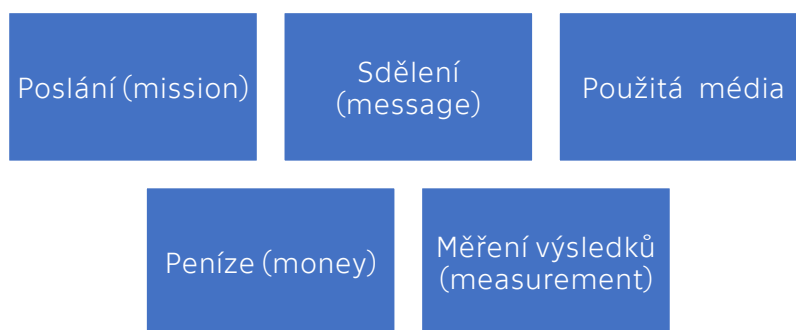 Poslání (mission)
Sdělení
(message)
Použitá média
Peníze (money)
Měření výsledků
(measurement)